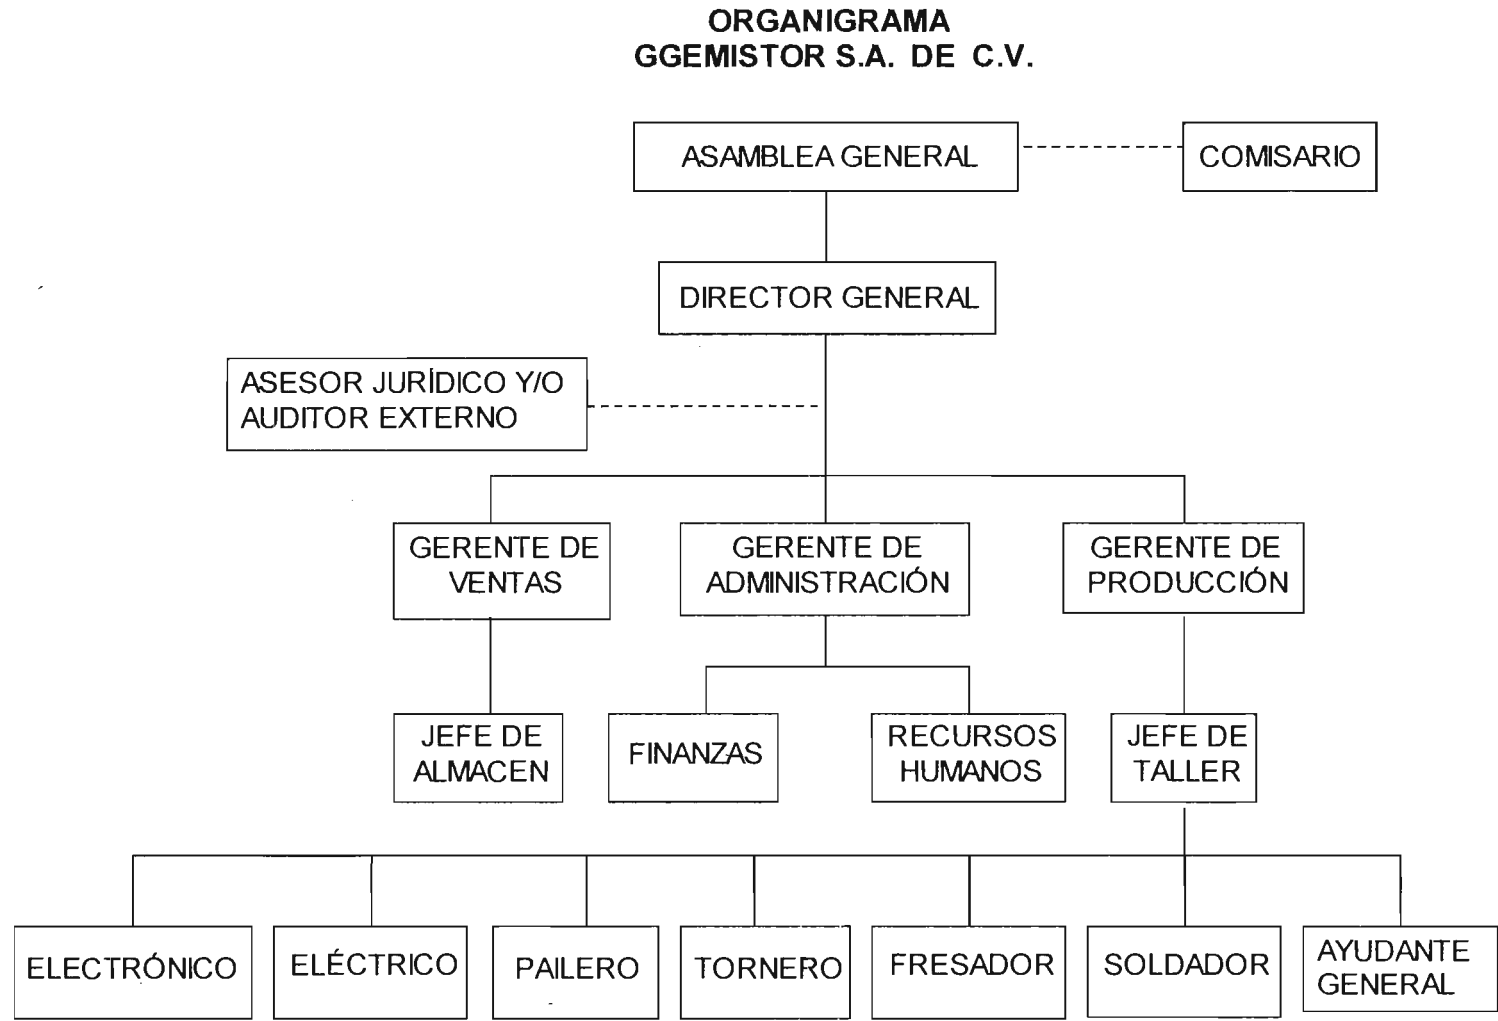 ORGANIGRAMA
GGEMISTOR S.A. DE C.V.
ASAMBLEA GENERAL
COMISARIO
DIRECTOR GENERAL
ASESOR JURÍDICO Y/O
AUDITOR EXTERNO
GERENTE DE
VENTAS
GERENTE DE
ADMINISTRACIÓN
GERENTE DE
PRODUCCIÓN
JEFE DE
ALMACEN
FINANZAS
RECURSOS
HUMANOS
JEFE DE
TALLER
ELECTRÓNICO
ELÉCTRICO
PAILERO
TORNERO
FRESADOR
SOLDADOR
AYUDANTE
GENERAL